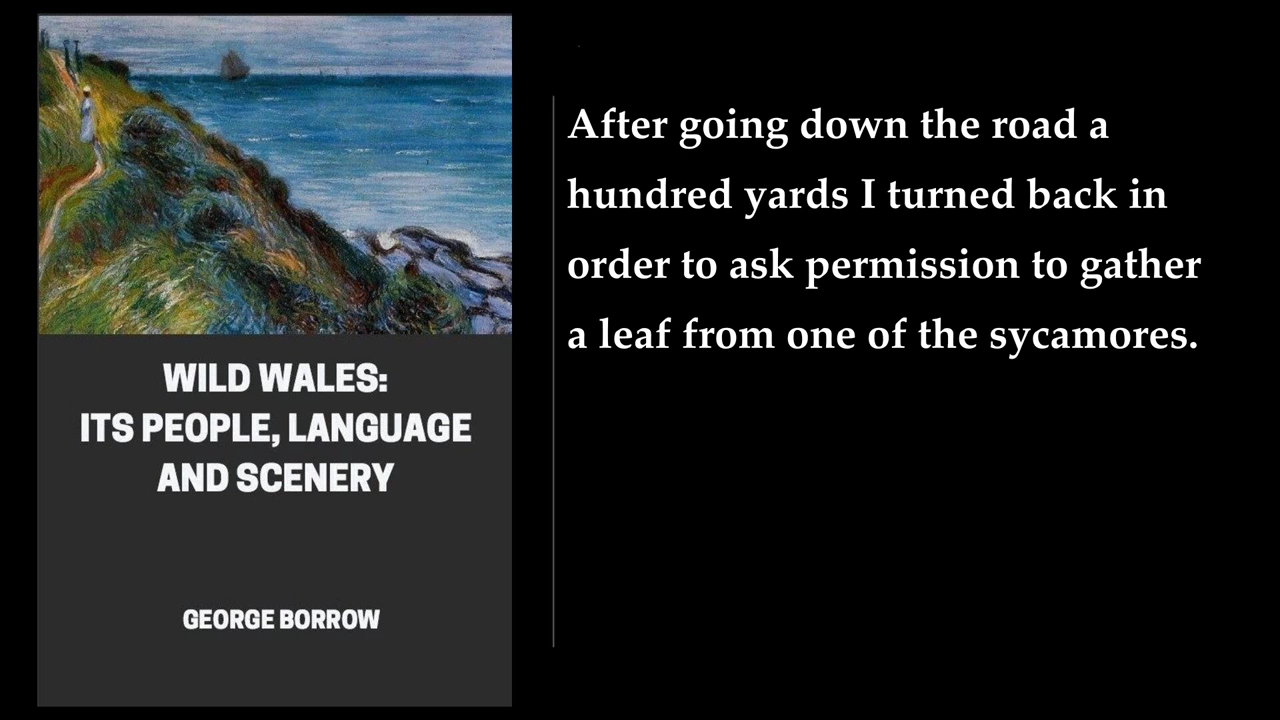 WILD WALES:
ITS PEOPLE, LANGUAGE
AND SCENERY
GEORGE BORROW
After going down the road a
hundred yards I turned back in
order to ask permission to gather
a leaf from one of the sycamores.